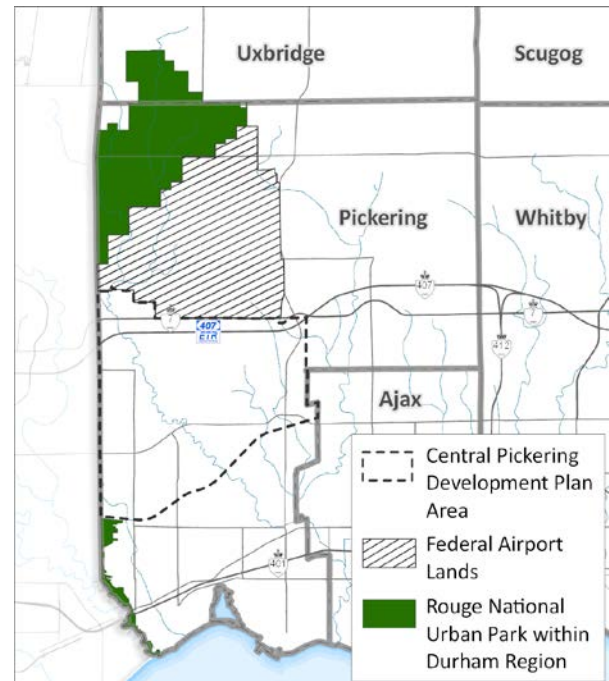 Uxbridge
Scugog
Pickering
Whitby
407
7
407
ETR
7
412
Ajax
401
Central Pickering
Development Plan
Area
Federal Airport
Lands
Rouge National
Urban Park within
Durham Region